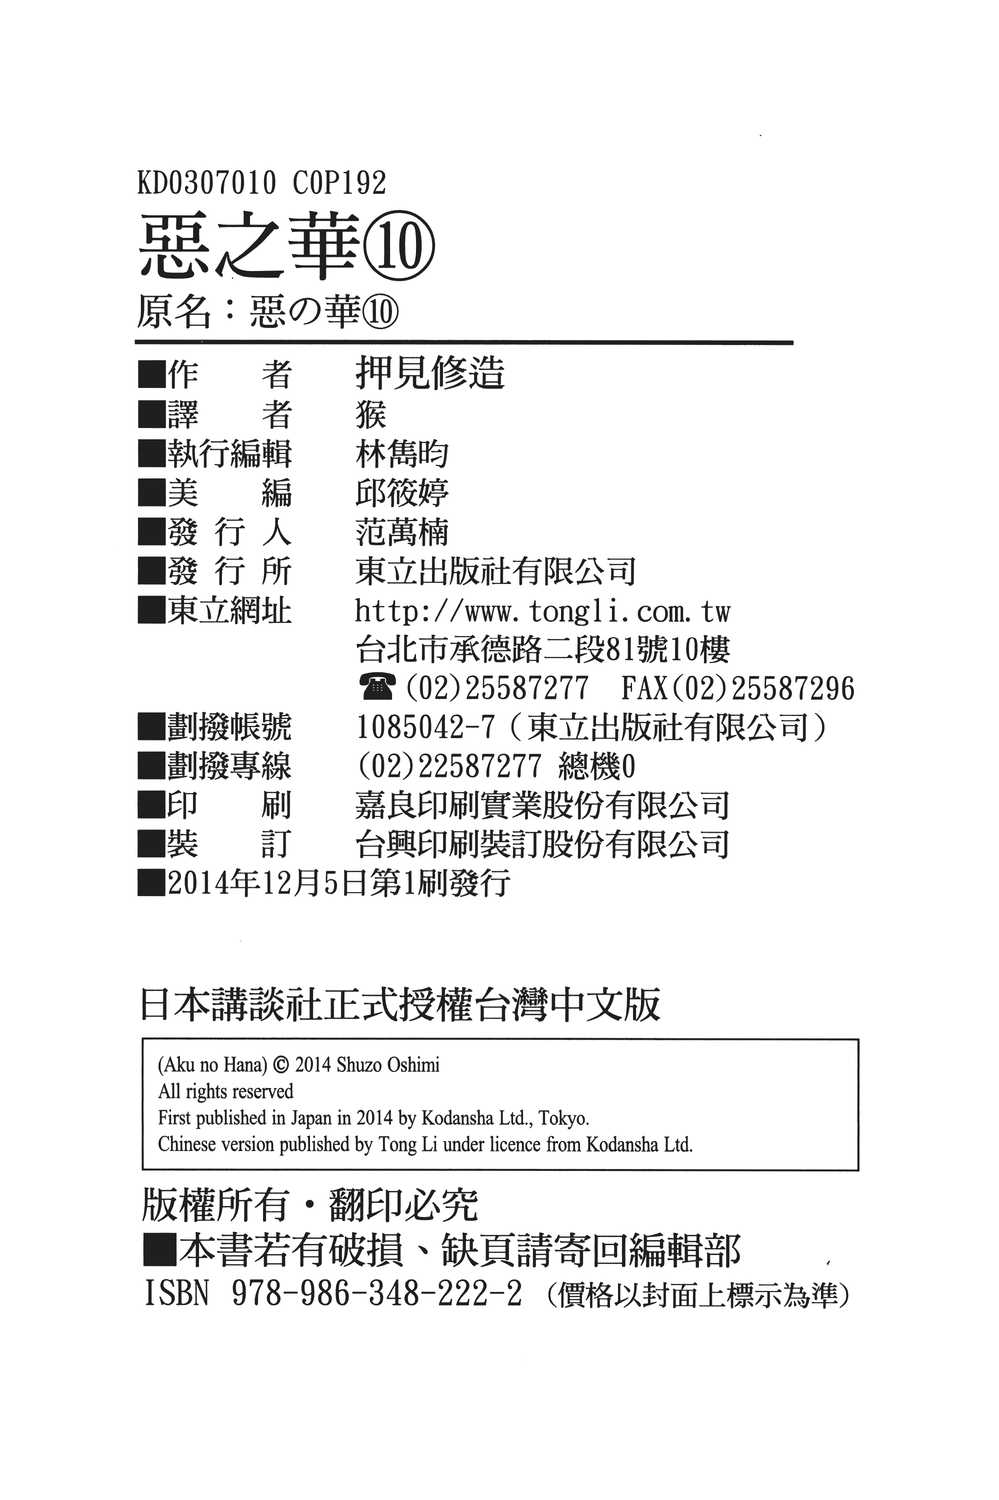 KD0307010 COP192
惡之華⑩
原名：惡の華⑩
■作　　者　押見修造
■譯　　者　猴
■執行編輯　林雋昀
■美　　編　邱筱婷
■發 行 人　范萬楠
■發 行 所　東立出版社有限公司
■東立網址　http://www.tongli.com.tw
台北市承德路二段81號10樓
☎(02)25587277　FAX(02)25587296
■劃撥帳號　1085042-7（東立出版社有限公司）
■劃撥專線　(02)22587277 總機0
■印　　刷　嘉良印刷實業股份有限公司
■裝　　訂　台興印刷裝訂股份有限公司
■2014年12月5日第1刷發行
日本講談社正式授權台灣中文版
(Aku no Hana) © 2014 Shuzo Oshimi
All rights reserved
First published in Japan in 2014 by Kodansha Ltd., Tokyo.
Chinese version published by Tong Li under licence from Kodansha Ltd.
版權所有・翻印必究
■本書若有破損、缺頁請寄回編輯部
ISBN 978-986-348-222-2（價格以封面上標示為準）